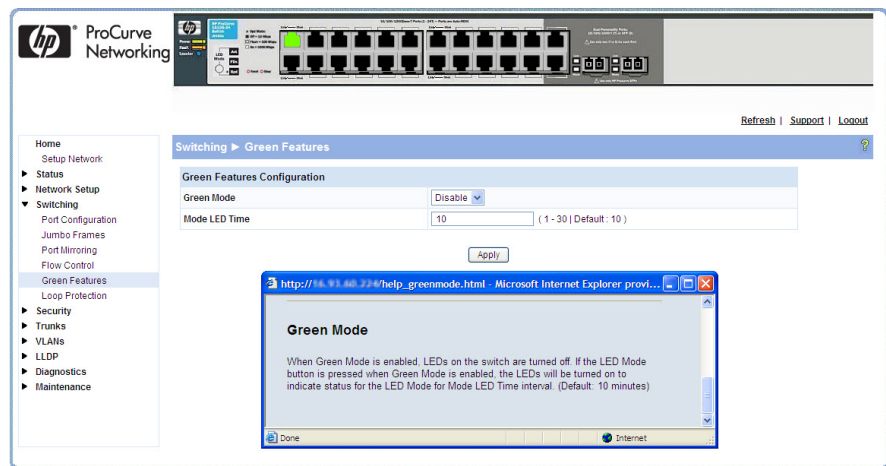 hp
ProCurve
Networking
Refresh | Support | Logout
Home
Setup Network
Status
Network Setup
Switching
Port Configuration
Jumbo Frames
Port Mirroring
Flow Control
Green Features
Loop Protection
Security
Trunks
VLANs
LLDP
Diagnostics
Maintenance
Switching ► Green Features
?
Green Features Configuration
Green Mode Disable
Mode LED Time 10 ( 1 - 30 | Default : 10 )
Apply
/help_greenmode.html - Microsoft Internet Explorer provi...
Green Mode
When Green Mode is enabled, LEDs on the switch are turned off. If the LED Mode
button is pressed when Green Mode is enabled, the LEDs will be turned on to
indicate status for the LED Mode for Mode LED Time interval. (Default: 10 minutes)
Done
Internet